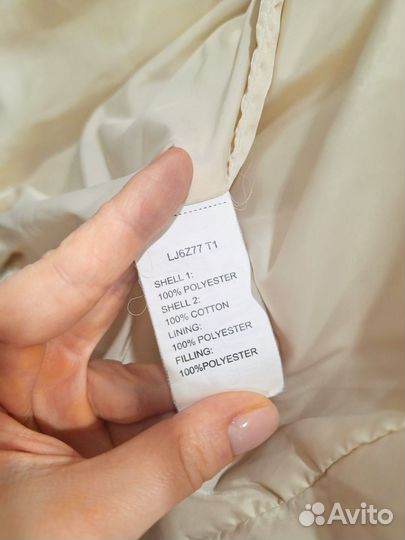 LJ6Z77 T1
SHELL 1:
100% POLYESTER
SHELL 2:
100% COTTON
LINING:
100% POLYESTER
FILLING:
100%POLYESTER
Avito